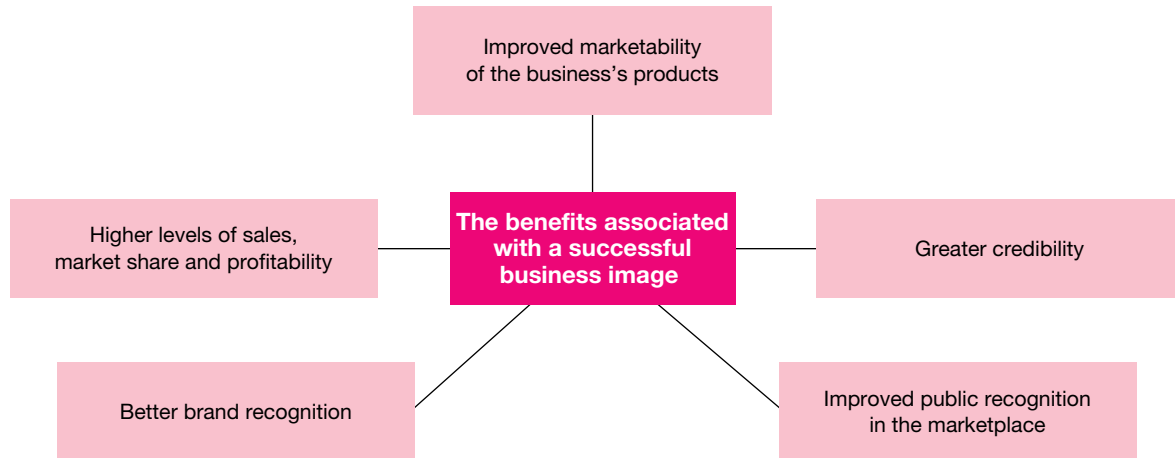 Improved marketability
of the business’s products
Higher levels of sales,
market share and profitability
The benefits associated
with a successful
business image
Greater credibility
Better brand recognition
Improved public recognition
in the marketplace